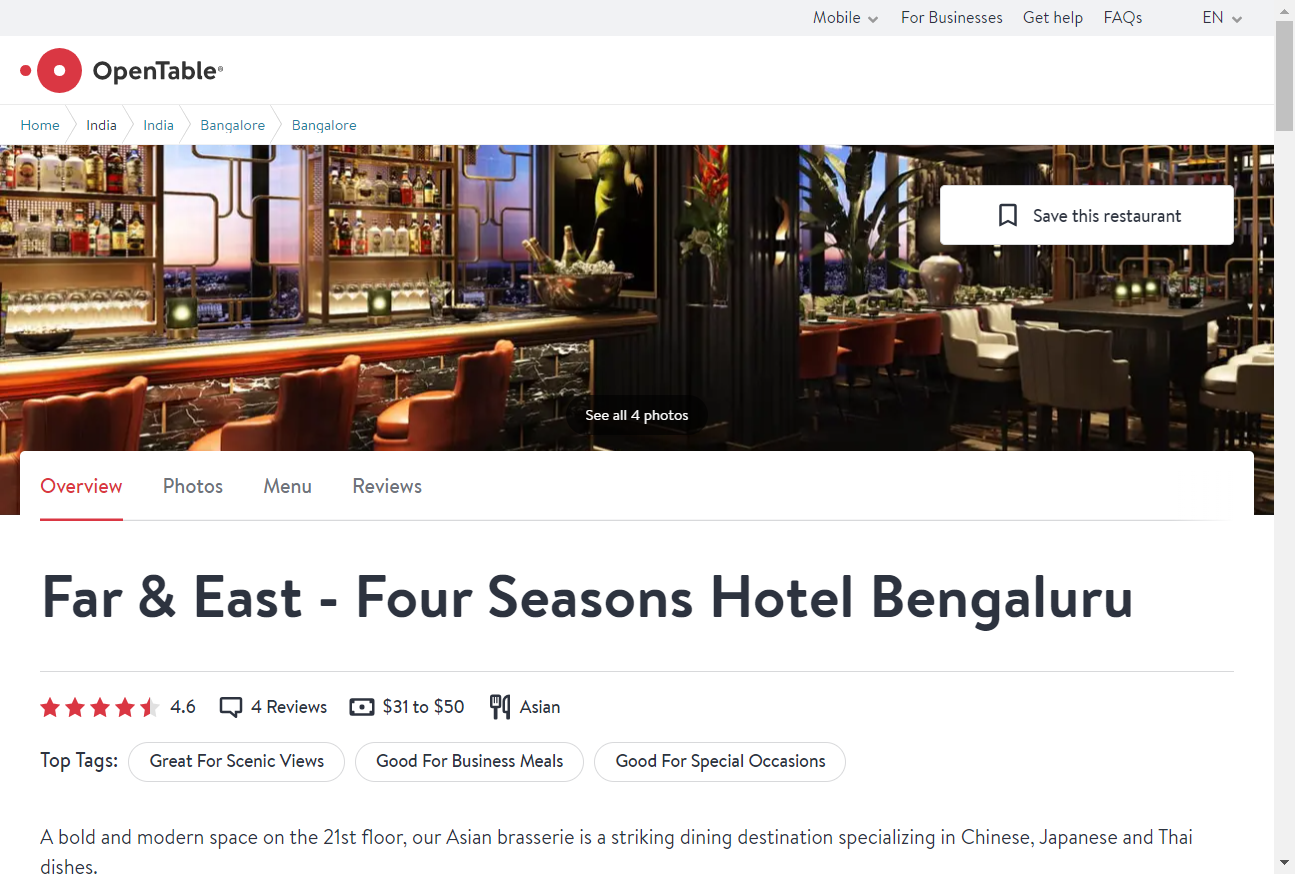 Mobile For Businesses Get help FAQs EN
OpenTable®
Home India India Bangalore Bangalore
Save this restaurant
See all 4 photos
Overview Photos Menu Reviews
Far & East - Four Seasons Hotel Bengaluru
4.6 4 Reviews $31 to $50 Asian
Top Tags: Great For Scenic Views Good For Business Meals Good For Special Occasions
A bold and modern space on the 21st floor, our Asian brasserie is a striking dining destination specializing in Chinese, Japanese and Thai
dishes.